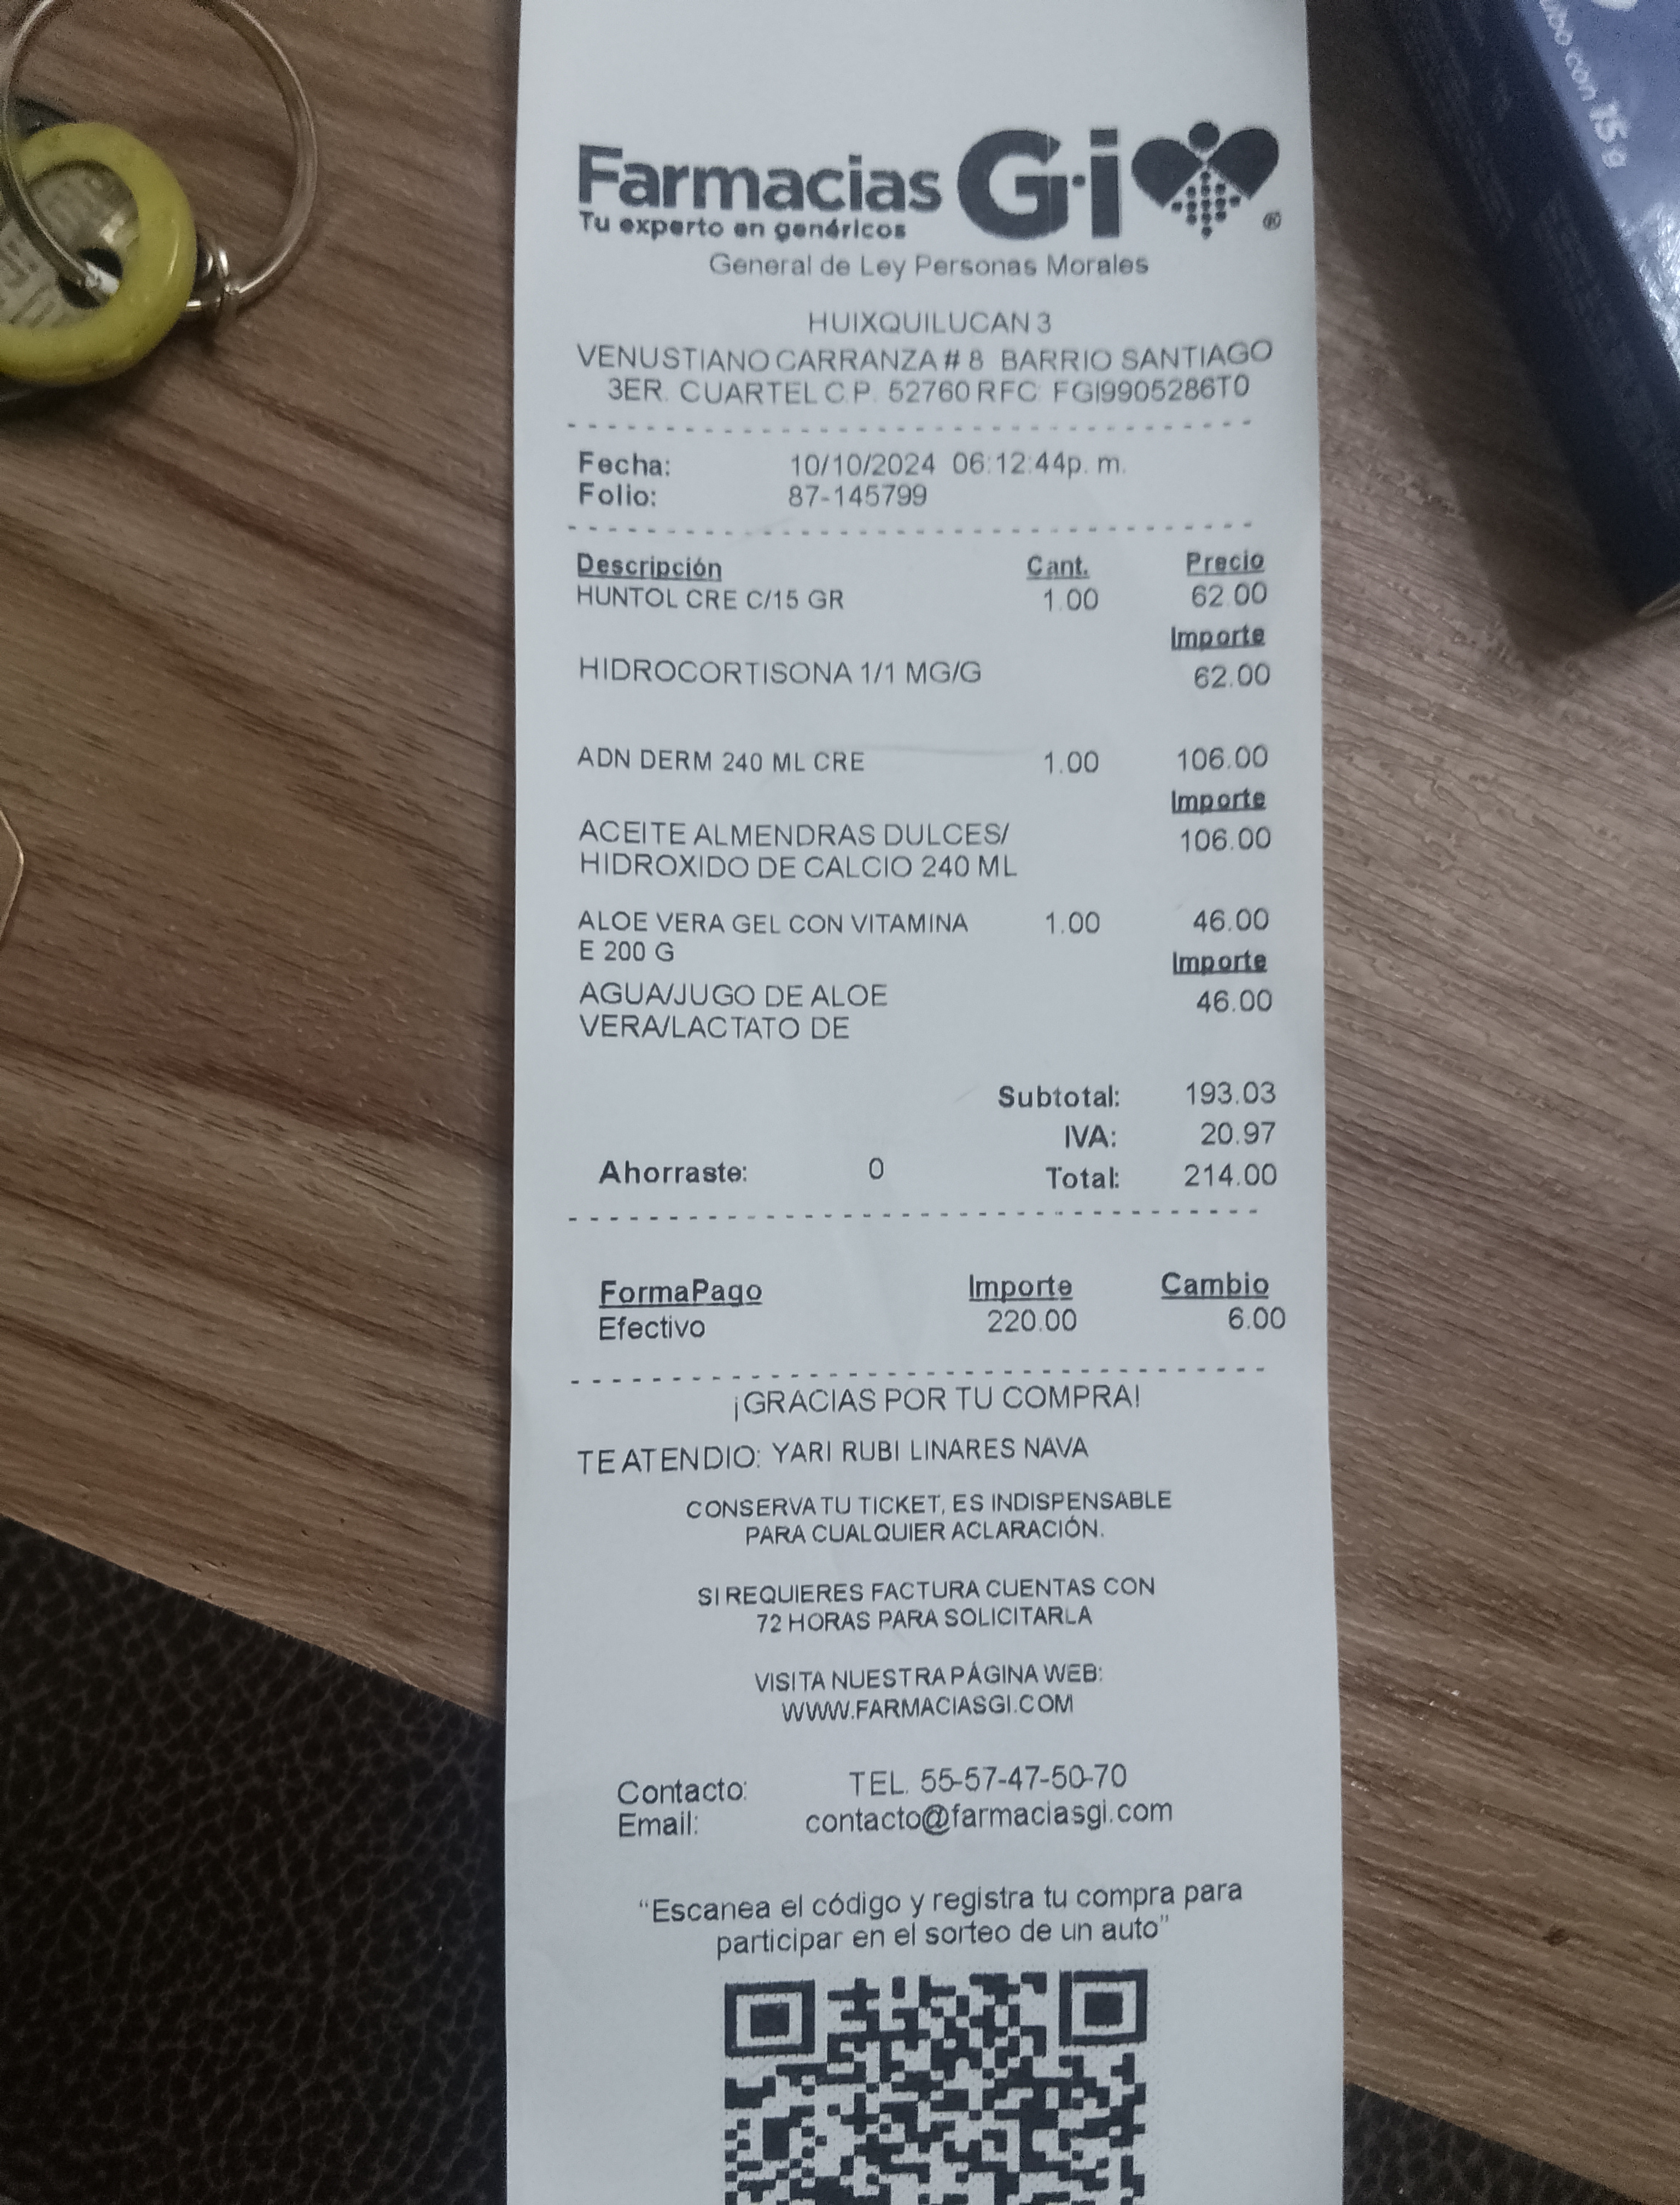 Farmacias Gi ®
Tu experto en genéricos
General de Ley Personas Morales
HUIXQUILUCAN 3
VENUSTIANO CARRANZA # 8 BARRIO SANTIAGO
3ER. CUARTEL C.P. 52760 RFC: FGI9905286T0
Fecha: 10/10/2024 06:12:44p. m.
Folio: 87-145799
Descripción Cant. Precio
HUNTOL CRE C/15 GR 1.00 62.00
Importe
HIDROCORTISONA 1/1 MG/G 62.00
ADN DERM 240 ML CRE 1.00 106.00
Importe
ACEITE ALMENDRAS DULCES/ 106.00
HIDROXIDO DE CALCIO 240 ML
ALOE VERA GEL CON VITAMINA 1.00 46.00
E 200 G
Importe
AGUA/JUGO DE ALOE 46.00
VERA/LACTATO DE
Subtotal: 193.03
IVA: 20.97
Ahorraste: 0 Total: 214.00
FormaPago Importe Cambio
Efectivo 220.00 6.00
¡GRACIAS POR TU COMPRA!
TE ATENDIO: YARI RUBI LINARES NAVA
CONSERVA TU TICKET, ES INDISPENSABLE
PARA CUALQUIER ACLARACIÓN.
SI REQUIERES FACTURA CUENTAS CON
72 HORAS PARA SOLICITARLA
VISITA NUESTRA PÁGINA WEB:
WWW.FARMACIASGI.COM
Contacto: TEL. 55-57-47-50-70
Email: contacto@farmaciasgi.com
“Escanea el código y registra tu compra para
participar en el sorteo de un auto”
con 15 g